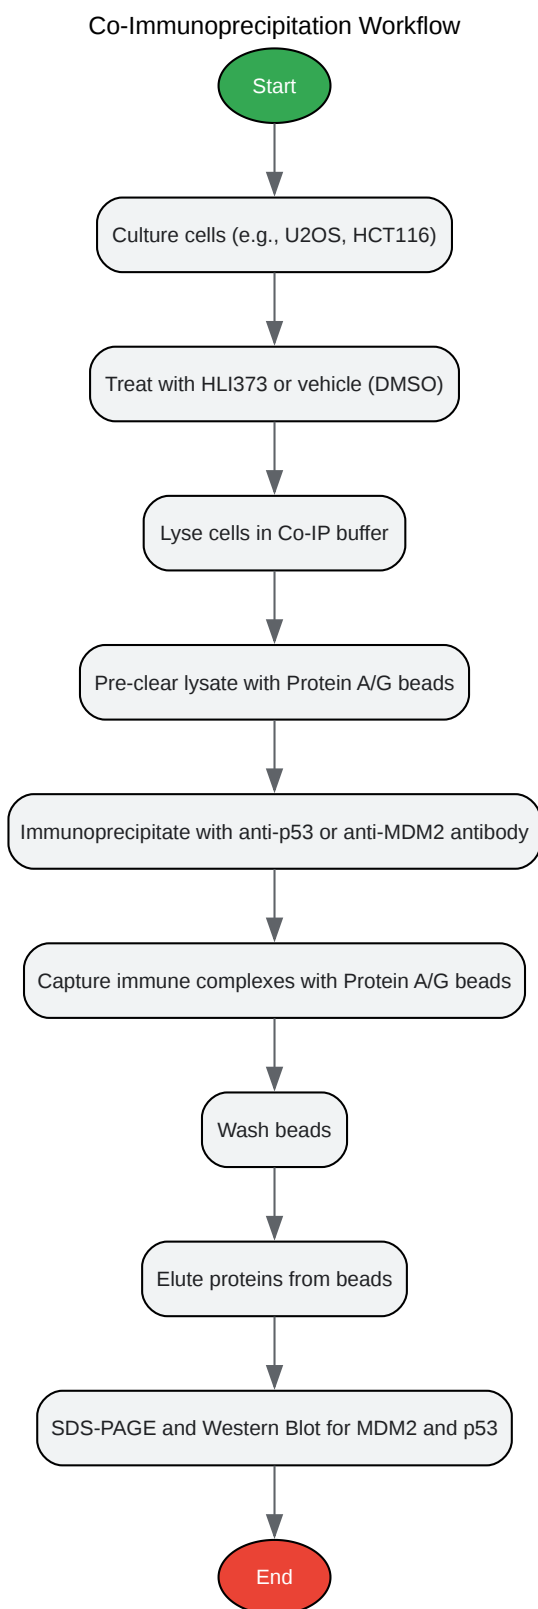 Co-Immunoprecipitation Workflow
Start
Culture cells (e.g., U2OS, HCT116)
Treat with HLI373 or vehicle (DMSO)
Lyse cells in Co-IP buffer
Pre-clear lysate with Protein A/G beads
Immunoprecipitate with anti-p53 or anti-MDM2 antibody
Capture immune complexes with Protein A/G beads
Wash beads
Elute proteins from beads
SDS-PAGE and Western Blot for MDM2 and p53
End